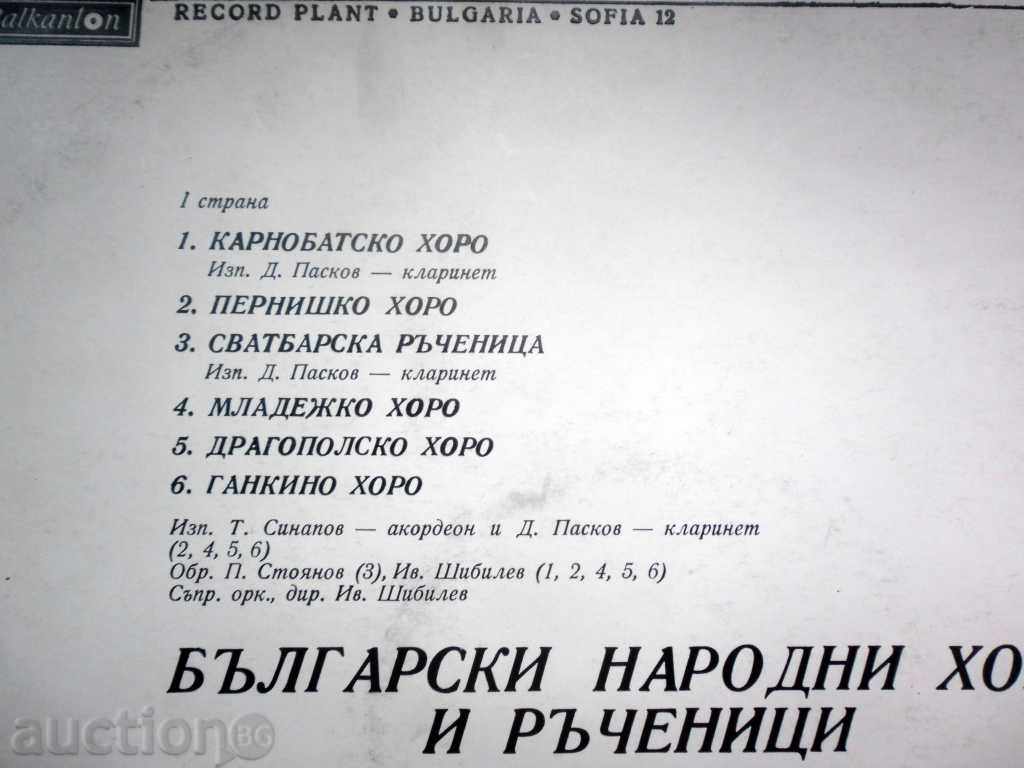 Balkanton
RECORD PLANT • BULGARIA • SOFIA 12
I страна
1. КАРНОБАТСКО ХОРО
Изп. Д. Пасков — кларинет
2. ПЕРНИШКО ХОРО
3. СВАТБАРСКА РЪЧЕНИЦА
Изп. Д. Пасков — кларинет
4. МЛАДЕЖКО ХОРО
5. ДРАГОПОЛСКО ХОРО
6. ГАНКИНО ХОРО
Изп. Т. Синапов — акордеон и Д. Пасков — кларинет
(2, 4, 5, 6)
Обр. П. Стоянов (3), Ив. Шибилев (1, 2, 4, 5, 6)
Съпр. орк., дир. Ив. Шибилев
БЪЛГАРСКИ НАРОДНИ ХО
И РЪЧЕНИЦИ
auction BG